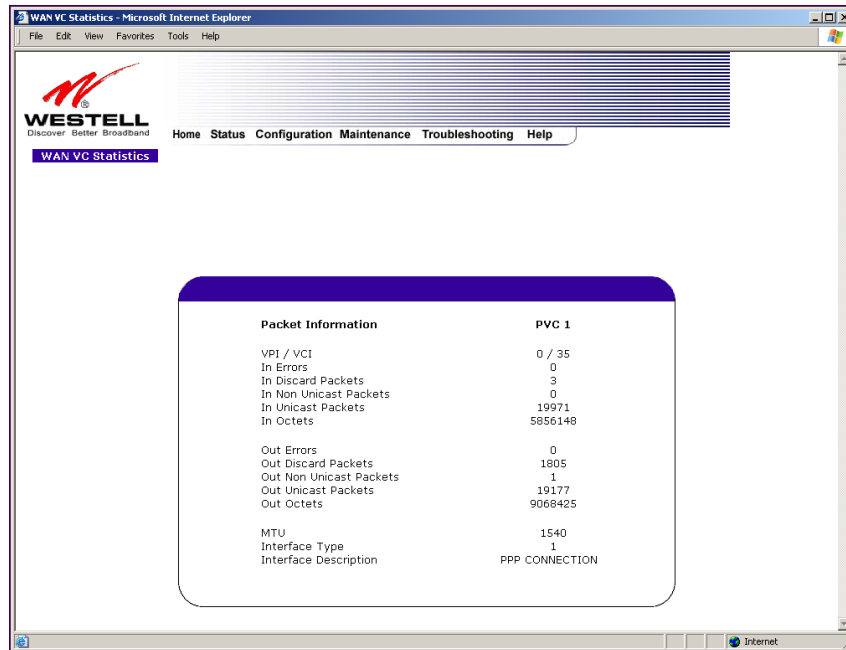 WAN VC Statistics - Microsoft Internet Explorer
File Edit View Favorites Tools Help
®
WESTELL
Discover Better Broadband
Home Status Configuration Maintenance Troubleshooting Help
WAN VC Statistics
Packet Information PVC 1
VPI / VCI 0 / 35
In Errors 0
In Discard Packets 3
In Non Unicast Packets 0
In Unicast Packets 19971
In Octets 5856148
Out Errors 0
Out Discard Packets 1805
Out Non Unicast Packets 1
Out Unicast Packets 19177
Out Octets 9068425
MTU 1540
Interface Type 1
Interface Description PPP CONNECTION
Internet